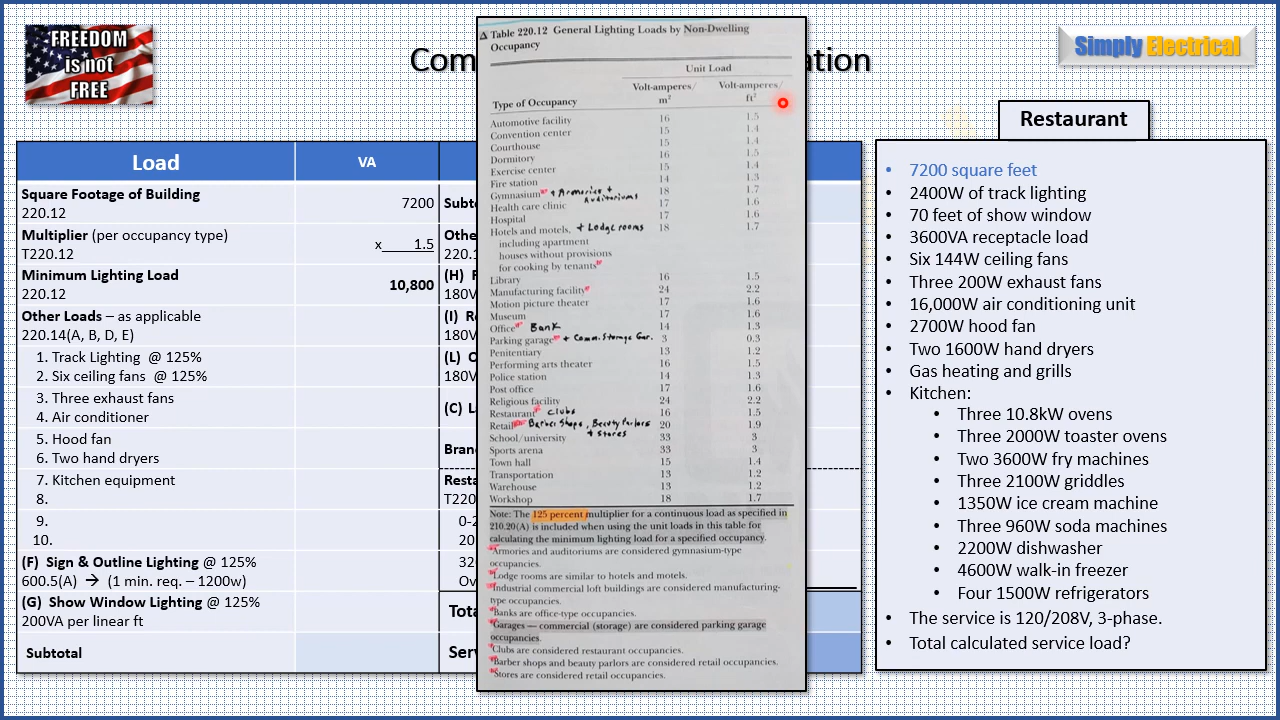 FREEDOM
is not
FREE
Com
ation
Simply Electrical
Load
VA
Square Footage of Building
220.12
7200
Multiplier (per occupancy type)
T220.12
x 1.5
Minimum Lighting Load
220.12
10,800
Other Loads – as applicable
220.14(A, B, D, E)
1. Track Lighting @ 125%
2. Six ceiling fans @ 125%
3. Three exhaust fans
4. Air conditioner
5. Hood fan
6. Two hand dryers
7. Kitchen equipment
8.
9.
10.
(F) Sign & Outline Lighting @ 125%
600.5(A) → (1 min. req. – 1200w)
(G) Show Window Lighting @ 125%
200VA per linear ft
Subtotal
Subto
Othe
220.1
(H) R
180V
(I) Re
180V
(L) O
180V
(C) L
Bran
Resta
T220
0-2
20
32
Ov
Tota
Serv
Δ Table 220.12 General Lighting Loads by Non-Dwelling
Occupancy
Unit Load
Type of Occupancy
Volt-amperes/
m²
Volt-amperes/
ft²
Automotive facility 16 1.5
Convention center 15 1.4
Courthouse 15 1.4
Dormitory 16 1.5
Exercise center 15 1.4
Fire station 14 1.3
Gymnasium + Armories + Auditoriums 18 1.7
Health care clinic 17 1.6
Hospital 17 1.6
Hotels and motels, + Lodge rooms 18 1.7
including apartment
houses without provisions
for cooking by tenants
Library 16 1.5
Manufacturing facility 24 2.2
Motion picture theater 17 1.6
Museum 17 1.6
Office Bank 14 1.3
Parking garage + Comm. Storage Gar. 3 0.3
Penitentiary 13 1.2
Performing arts theater 16 1.5
Police station 14 1.3
Post office 17 1.6
Religious facility 24 2.2
Restaurant Clubs 16 1.5
Retail Barber Shops, Beauty Parlors + Stores 20 1.9
School/university 33 3
Sports arena 33 3
Town hall 15 1.4
Transportation 13 1.2
Warehouse 13 1.2
Workshop 18 1.7
Note: The 125 percent multiplier for a continuous load as specified in
210.20(A) is included when using the unit loads in this table for
calculating the minimum lighting load for a specified occupancy.
Armories and auditoriums are considered gymnasium-type
occupancies.
Lodge rooms are similar to hotels and motels.
Industrial commercial loft buildings are considered manufacturing-
type occupancies.
Banks are office-type occupancies.
Garages — commercial (storage) are considered parking garage
occupancies.
Clubs are considered restaurant occupancies.
Barber shops and beauty parlors are considered retail occupancies.
Stores are considered retail occupancies.
Restaurant
• 7200 square feet
• 2400W of track lighting
• 70 feet of show window
• 3600VA receptacle load
• Six 144W ceiling fans
• Three 200W exhaust fans
• 16,000W air conditioning unit
• 2700W hood fan
• Two 1600W hand dryers
• Gas heating and grills
• Kitchen:
• Three 10.8kW ovens
• Three 2000W toaster ovens
• Two 3600W fry machines
• Three 2100W griddles
• 1350W ice cream machine
• Three 960W soda machines
• 2200W dishwasher
• 4600W walk-in freezer
• Four 1500W refrigerators
• The service is 120/208V, 3-phase.
• Total calculated service load?